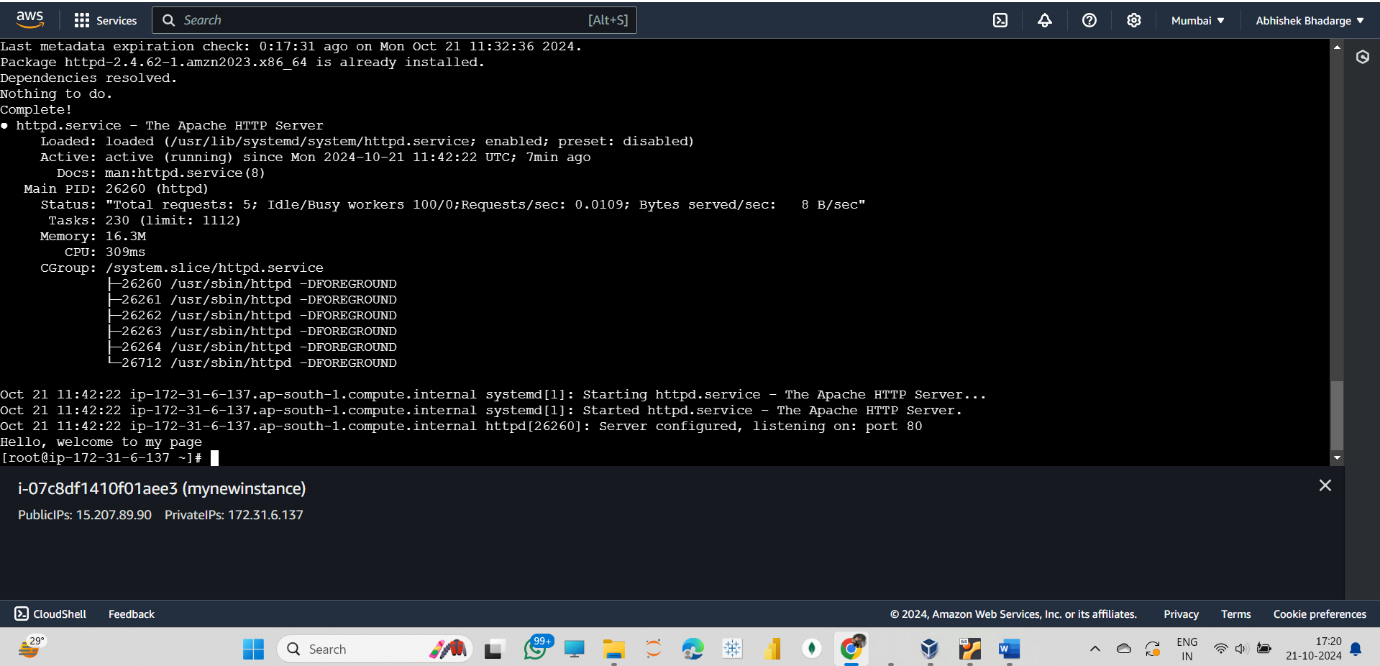 aws
Services
Search
[Alt+S]
Mumbai
Abhishek Bhadarge
Last metadata expiration check: 0:17:31 ago on Mon Oct 21 11:32:36 2024.
Package httpd-2.4.62-1.amzn2023.x86_64 is already installed.
Dependencies resolved.
Nothing to do.
Complete!
● httpd.service - The Apache HTTP Server
Loaded: loaded (/usr/lib/systemd/system/httpd.service; enabled; preset: disabled)
Active: active (running) since Mon 2024-10-21 11:42:22 UTC; 7min ago
Docs: man:httpd.service(8)
Main PID: 26260 (httpd)
Status: "Total requests: 5; Idle/Busy workers 100/0;Requests/sec: 0.0109; Bytes served/sec:   8 B/sec"
Tasks: 230 (limit: 1112)
Memory: 16.3M
CPU: 309ms
CGroup: /system.slice/httpd.service
├─26260 /usr/sbin/httpd -DFOREGROUND
├─26261 /usr/sbin/httpd -DFOREGROUND
├─26262 /usr/sbin/httpd -DFOREGROUND
├─26263 /usr/sbin/httpd -DFOREGROUND
├─26264 /usr/sbin/httpd -DFOREGROUND
└─26712 /usr/sbin/httpd -DFOREGROUND
Oct 21 11:42:22 ip-172-31-6-137.ap-south-1.compute.internal systemd[1]: Starting httpd.service - The Apache HTTP Server...
Oct 21 11:42:22 ip-172-31-6-137.ap-south-1.compute.internal systemd[1]: Started httpd.service - The Apache HTTP Server.
Oct 21 11:42:22 ip-172-31-6-137.ap-south-1.compute.internal httpd[26260]: Server configured, listening on: port 80
Hello, welcome to my page
[root@ip-172-31-6-137 ~]#
i-07c8df1410f01aee3 (mynewinstance)
PublicIPs: 15.207.89.90 PrivateIPs: 172.31.6.137
CloudShell
Feedback
© 2024, Amazon Web Services, Inc. or its affiliates.
Privacy
Terms
Cookie preferences
29°
Search
99+
ENG
IN
17:20
21-10-2024